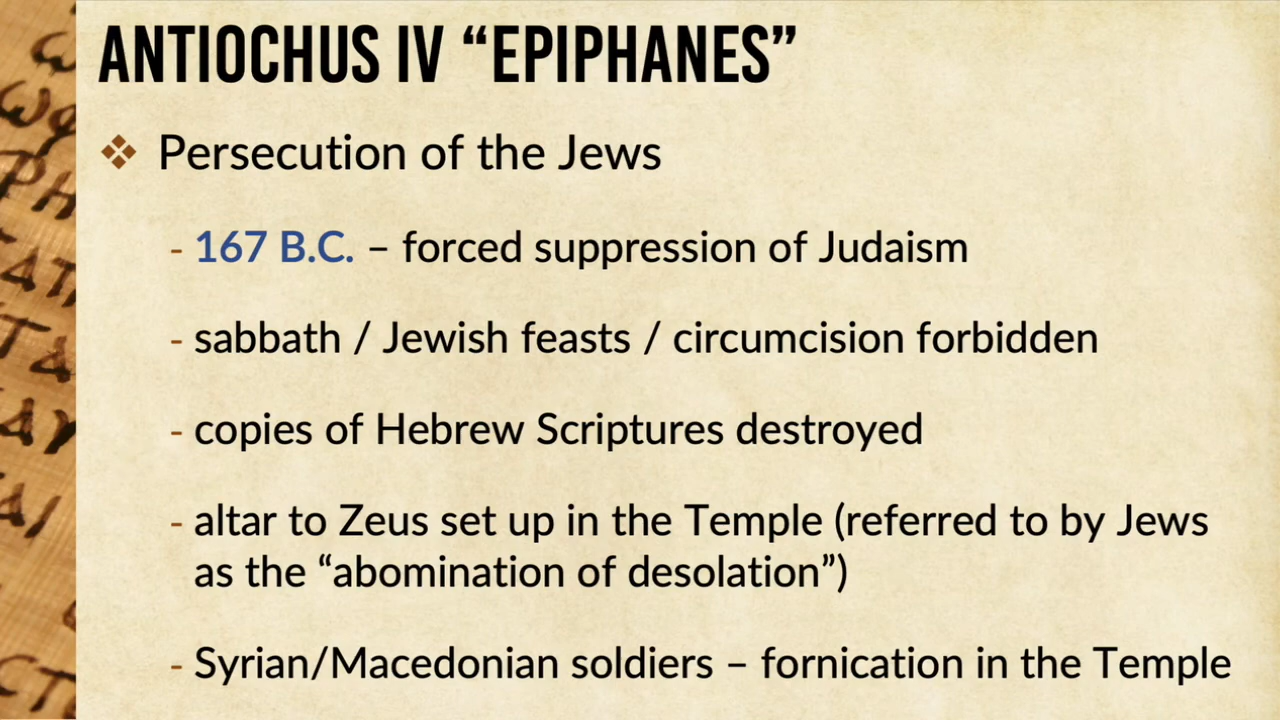 ANTIOCHUS IV “EPIPHANES”
❖ Persecution of the Jews
- 167 B.C. – forced suppression of Judaism
- sabbath / Jewish feasts / circumcision forbidden
- copies of Hebrew Scriptures destroyed
- altar to Zeus set up in the Temple (referred to by Jews
as the “abomination of desolation”)
- Syrian/Macedonian soldiers – fornication in the Temple